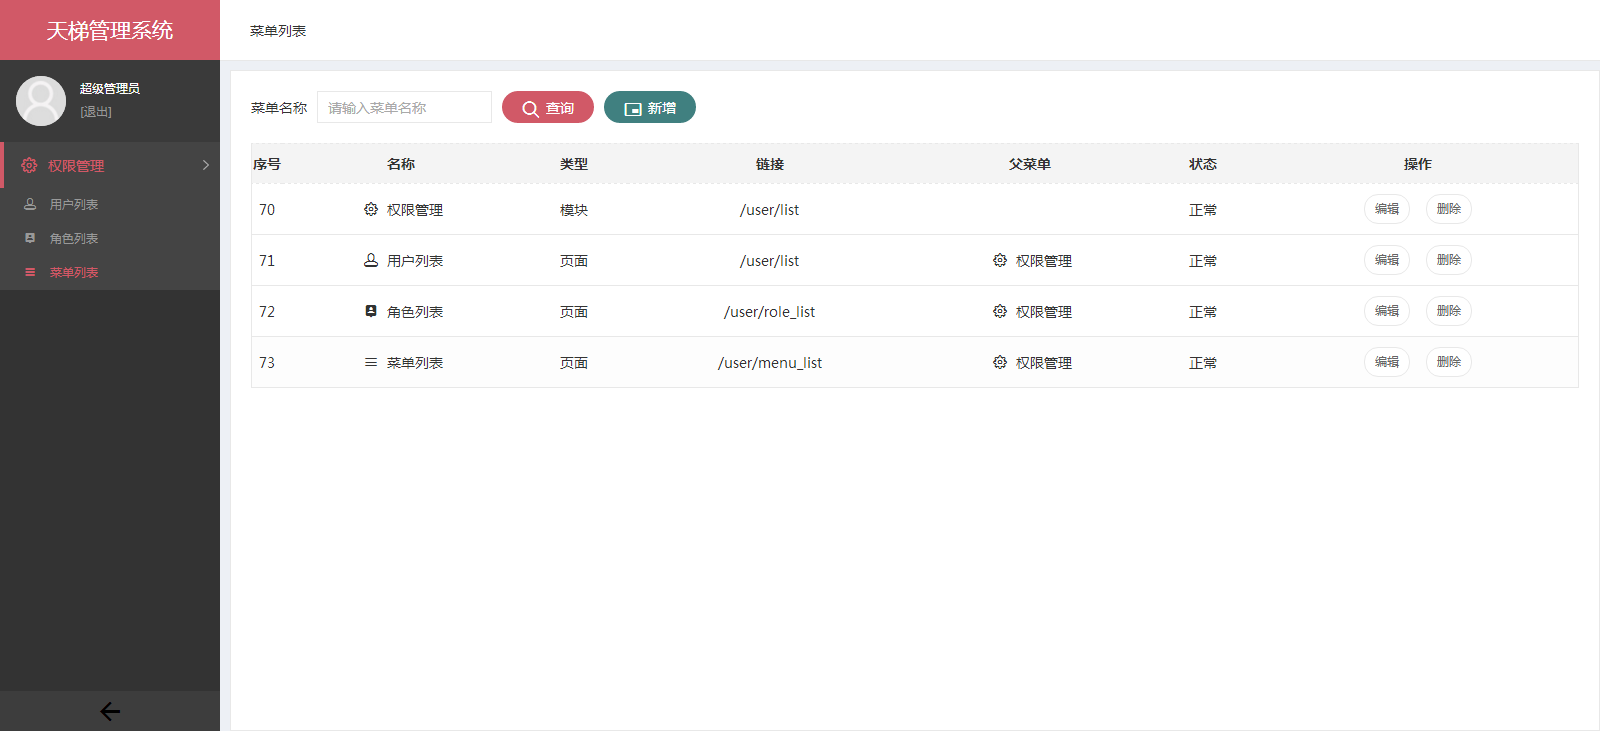 天梯管理系统
菜单列表
超级管理员
[退出]
权限管理
用户列表
角色列表
菜单列表
菜单名称 请输入菜单名称 查询 新增
序号 名称 类型 链接 父菜单 状态 操作
70 权限管理 模块 /user/list 正常 编辑 删除
71 用户列表 页面 /user/list 权限管理 正常 编辑 删除
72 角色列表 页面 /user/role_list 权限管理 正常 编辑 删除
73 菜单列表 页面 /user/menu_list 权限管理 正常 编辑 删除